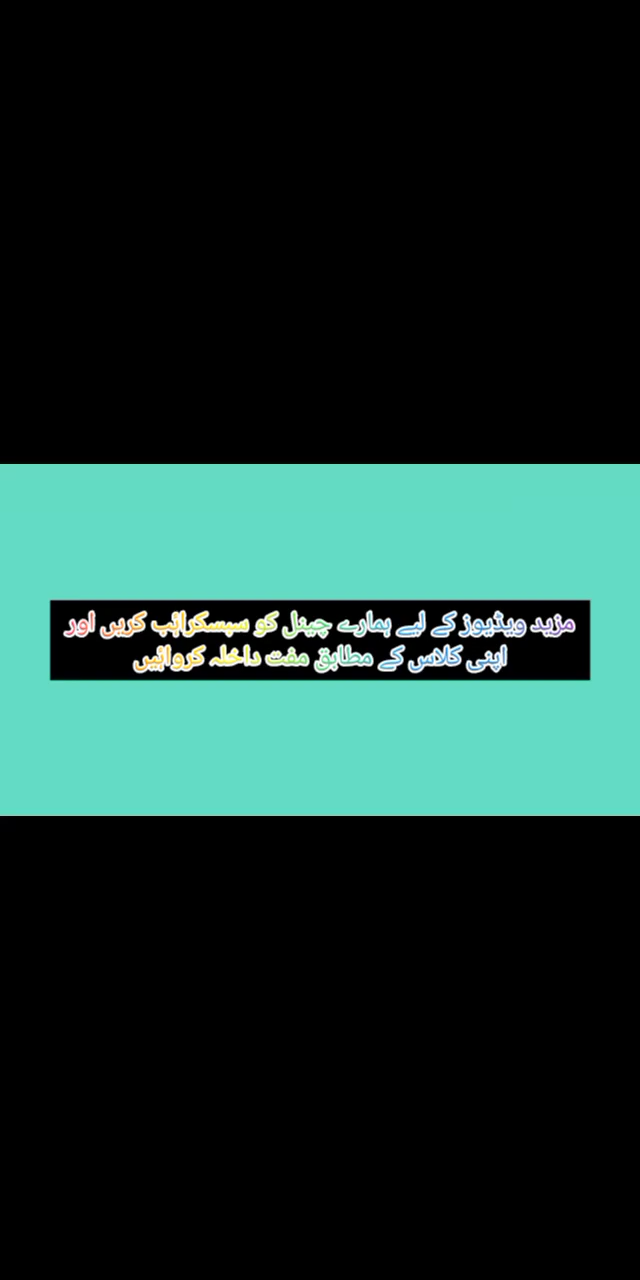 مزید ویڈیوز کے لیے ہمارے چینل کو سبسکرائب کریں اور
اپنی کلاس کے مطابق مفت داخلہ کروائیں